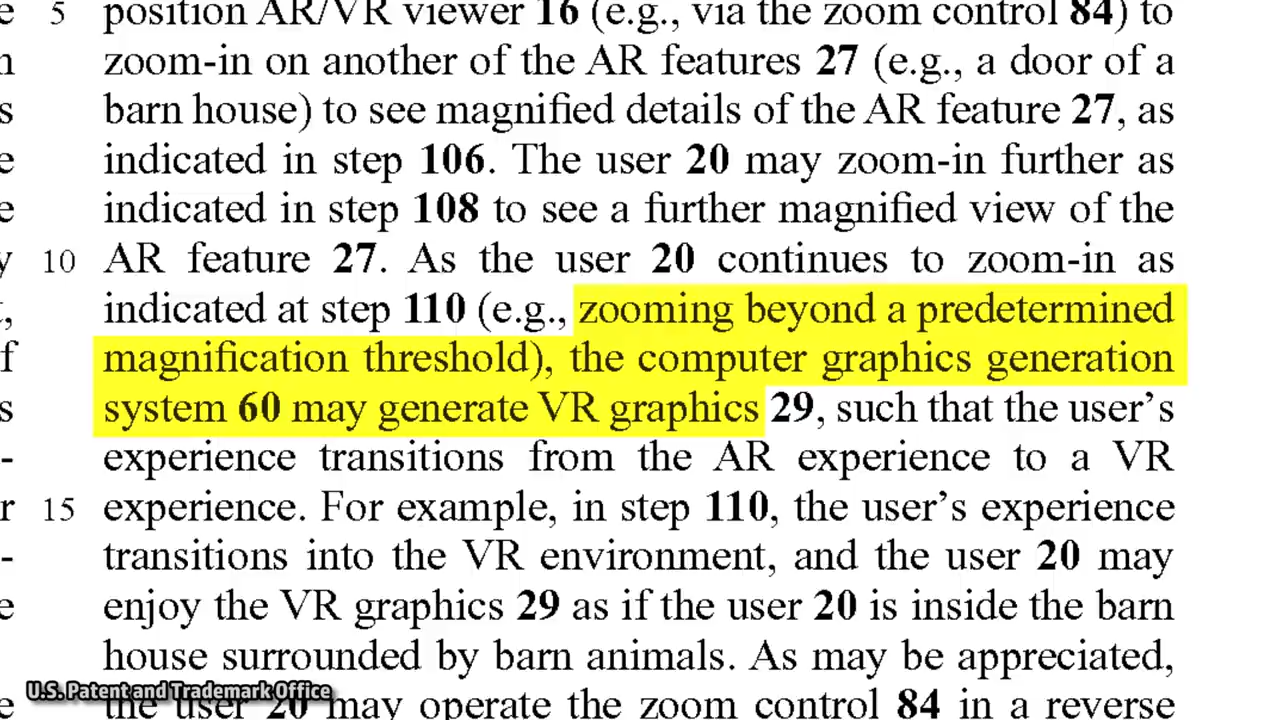 5 position AR/VR viewer 16 (e.g., via the zoom control 84) to
zoom-in on another of the AR features 27 (e.g., a door of a
barn house) to see magnified details of the AR feature 27, as
indicated in step 106. The user 20 may zoom-in further as
indicated in step 108 to see a further magnified view of the
10 AR feature 27. As the user 20 continues to zoom-in as
indicated at step 110 (e.g., zooming beyond a predetermined
magnification threshold), the computer graphics generation
system 60 may generate VR graphics 29, such that the user's
experience transitions from the AR experience to a VR
15 experience. For example, in step 110, the user's experience
transitions into the VR environment, and the user 20 may
enjoy the VR graphics 29 as if the user 20 is inside the barn
house surrounded by barn animals. As may be appreciated,
the user 20 may operate the zoom control 84 in a reverse
U.S. Patent and Trademark Office